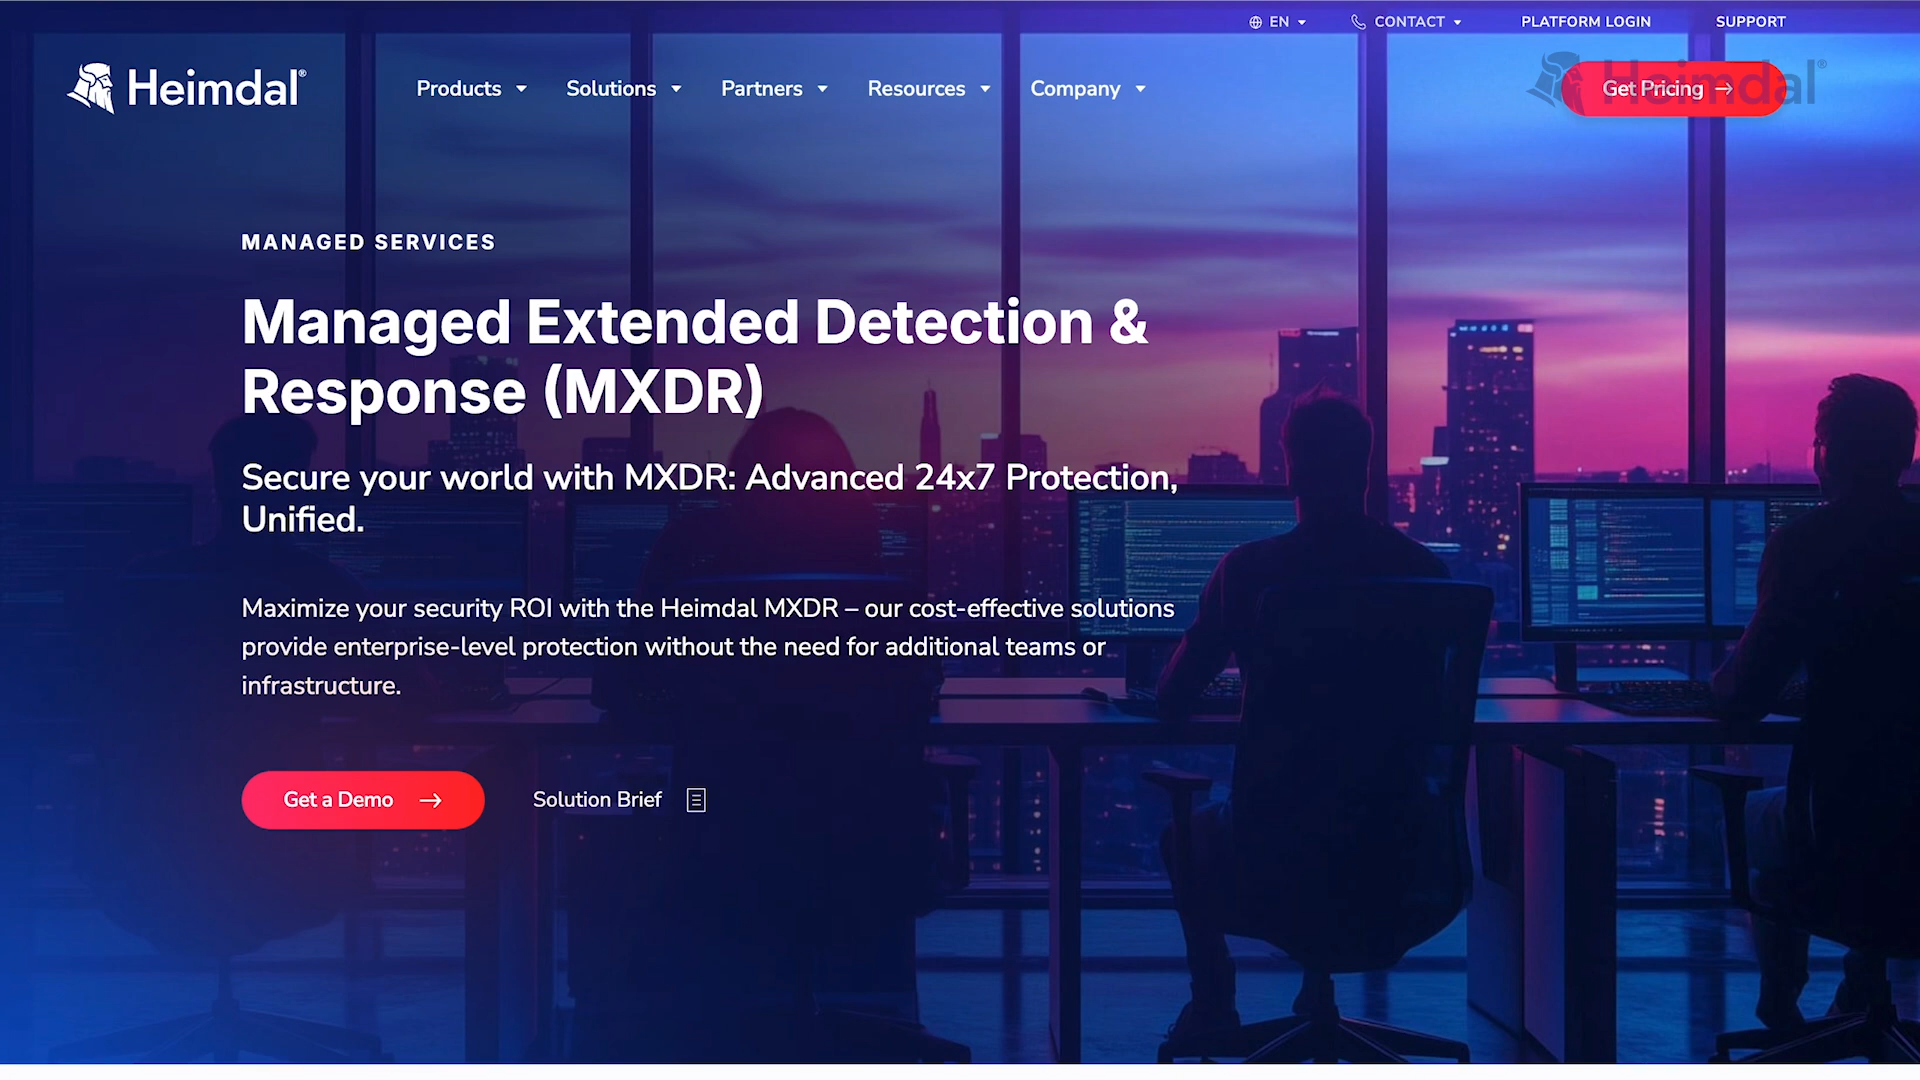 EN
CONTACT
PLATFORM LOGIN
SUPPORT
Heimdal®
Products
Solutions
Partners
Resources
Company
Get Pricing
Heimdal®
MANAGED SERVICES
Managed Extended Detection &
Response (MXDR)
Secure your world with MXDR: Advanced 24x7 Protection,
Unified.
Maximize your security ROI with the Heimdal MXDR – our cost-effective solutions
provide enterprise-level protection without the need for additional teams or
infrastructure.
Get a Demo
Solution Brief